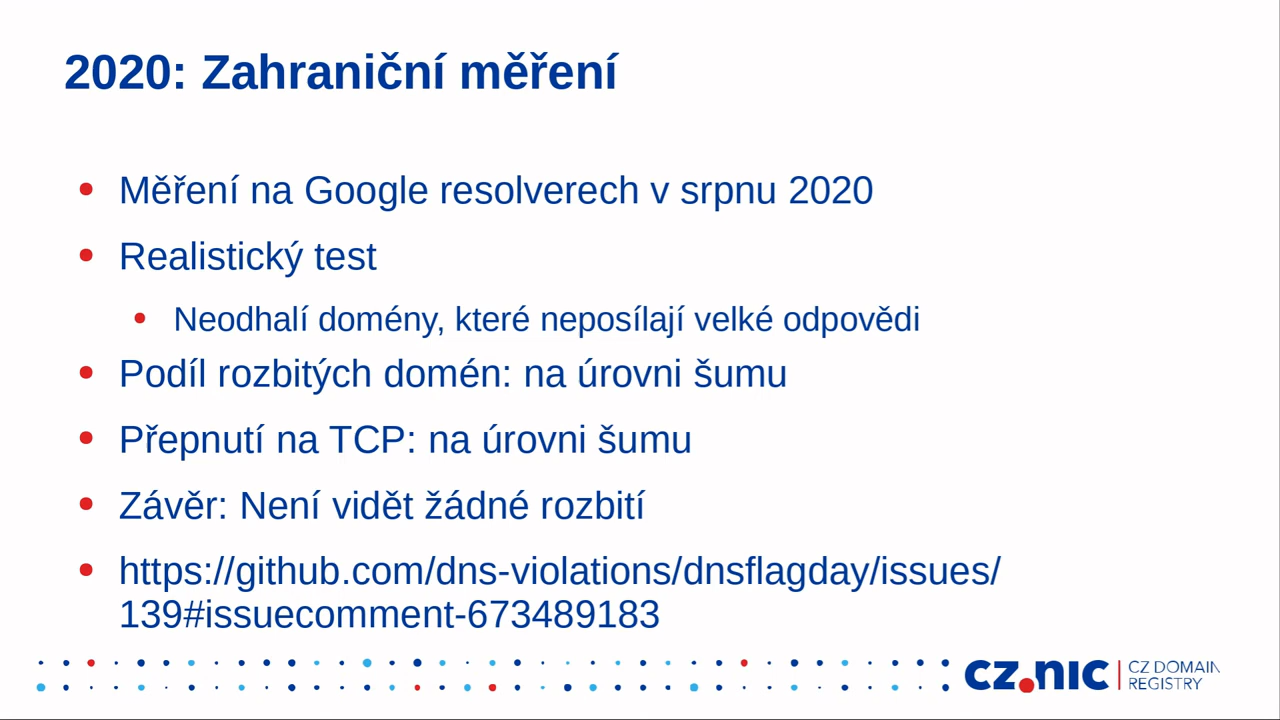 2020: Zahraniční měření
Měření na Google resolverech v srpnu 2020
Realistický test
Neodhalí domény, které neposílají velké odpovědi
Podíl rozbitých domén: na úrovni šumu
Přepnutí na TCP: na úrovni šumu
Závěr: Není vidět žádné rozbití
https://github.com/dns-violations/dnsflagday/issues/
139#issuecomment-673489183
CZ.NIC
CZ DOMAIN
REGISTRY